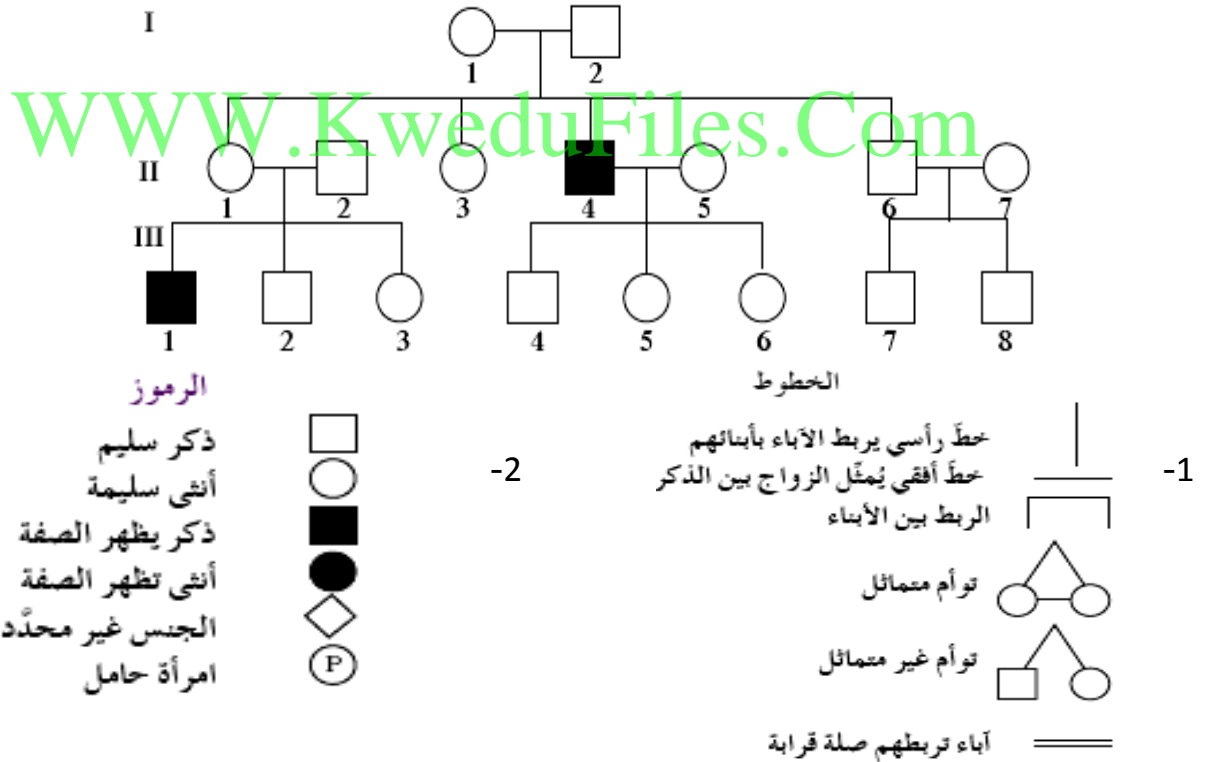 I
1 2
WWW.KweduFiles.Com
II
1 2 3 4 5 6 7
III
1 2 3 4 5 6 7 8
الخطوط
-1
خطّ رأسي يربط الآباء بأبنائهم
خطّ أفقي يُمثّل الزواج بين الذكر
الربط بين الأبناء
توأم متماثل
توأم غير متماثل
آباء تربطهم صلة قرابة
الرموز
-2
ذكر سليم
أنثى سليمة
ذكر يظهر الصفة
أنثى تظهر الصفة
الجنس غير محدَّد
امرأة حامل
P